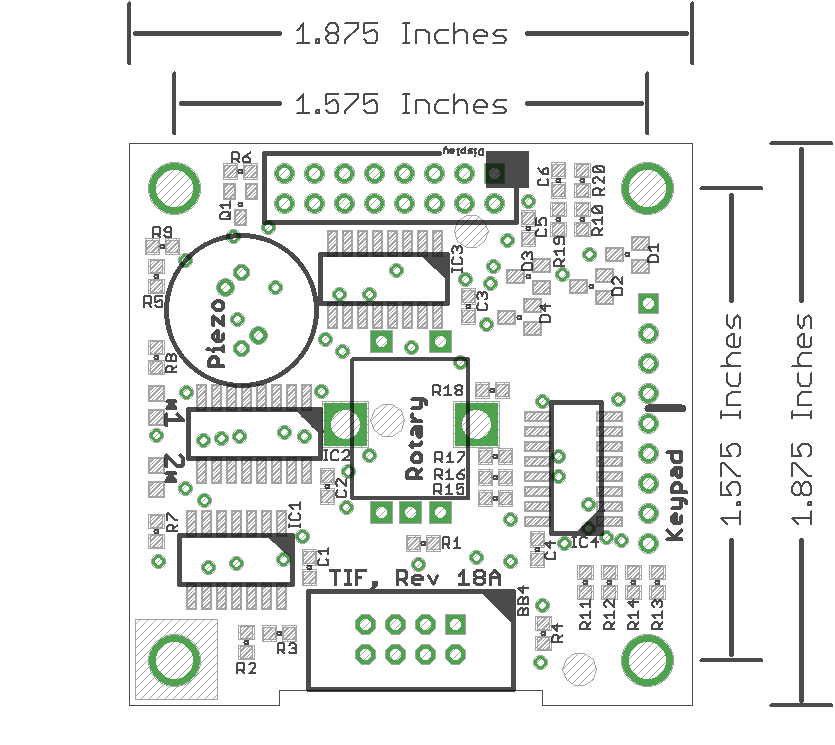 1.875 Inches
1.575 Inches
Display
R6
Q1
C6
R20
C5
R10
R19
R9
R5
Piezo
IC3
D3
D1
D2
C3
D4
R8
R18
1.575 Inches
1.875 Inches
1
2
Rotary
IC2
R17
R16
R15
C2
Keypad
R7
IC1
R1
C4
IC4
C1
TIF, Rev 18A
BB4
R11
R12
R14
R13
R4
R3
R2